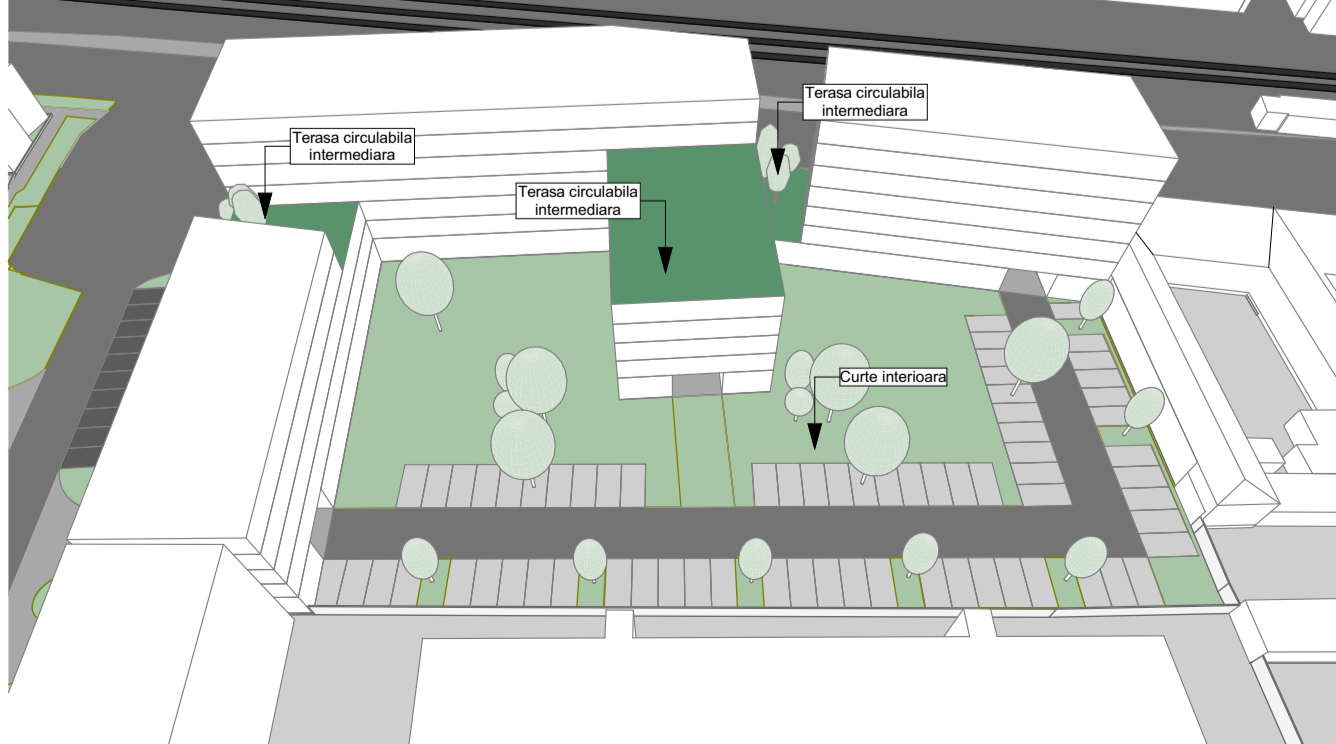 Terasa circulabila
intermediara
Terasa circulabila
intermediara
Terasa circulabila
intermediara
Curte interioara